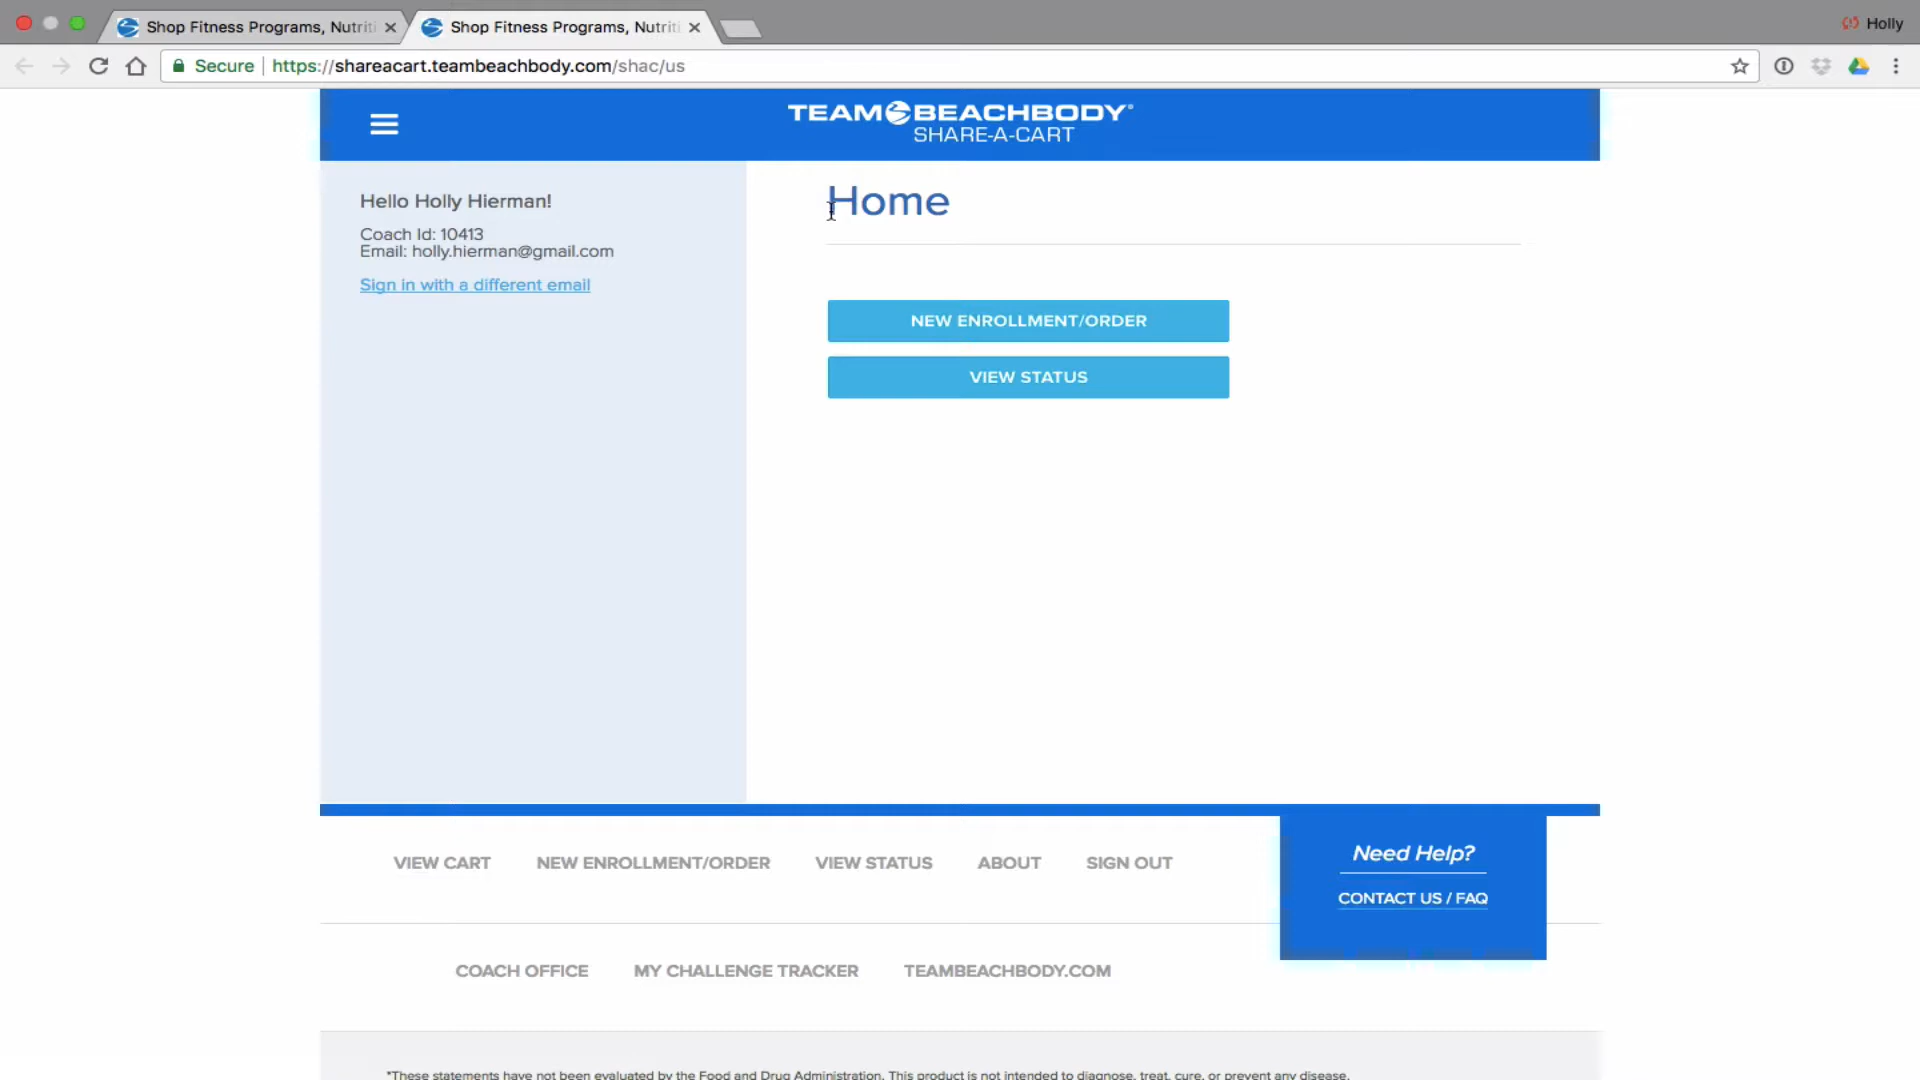 Shop Fitness Programs, Nutriti
Shop Fitness Programs, Nutriti
Holly
Secure
https://shareacart.teambeachbody.com/shac/us
TEAM BEACHBODY®
SHARE-A-CART
Hello Holly Hierman!
Coach Id: 10413
Email: holly.hierman@gmail.com
Sign in with a different email
Home
NEW ENROLLMENT/ORDER
VIEW STATUS
VIEW CART
NEW ENROLLMENT/ORDER
VIEW STATUS
ABOUT
SIGN OUT
Need Help?
CONTACT US / FAQ
COACH OFFICE
MY CHALLENGE TRACKER
TEAMBEACHBODY.COM
*These statements have not been evaluated by the Food and Drug Administration. This product is not intended to diagnose, treat, cure, or prevent any disease.